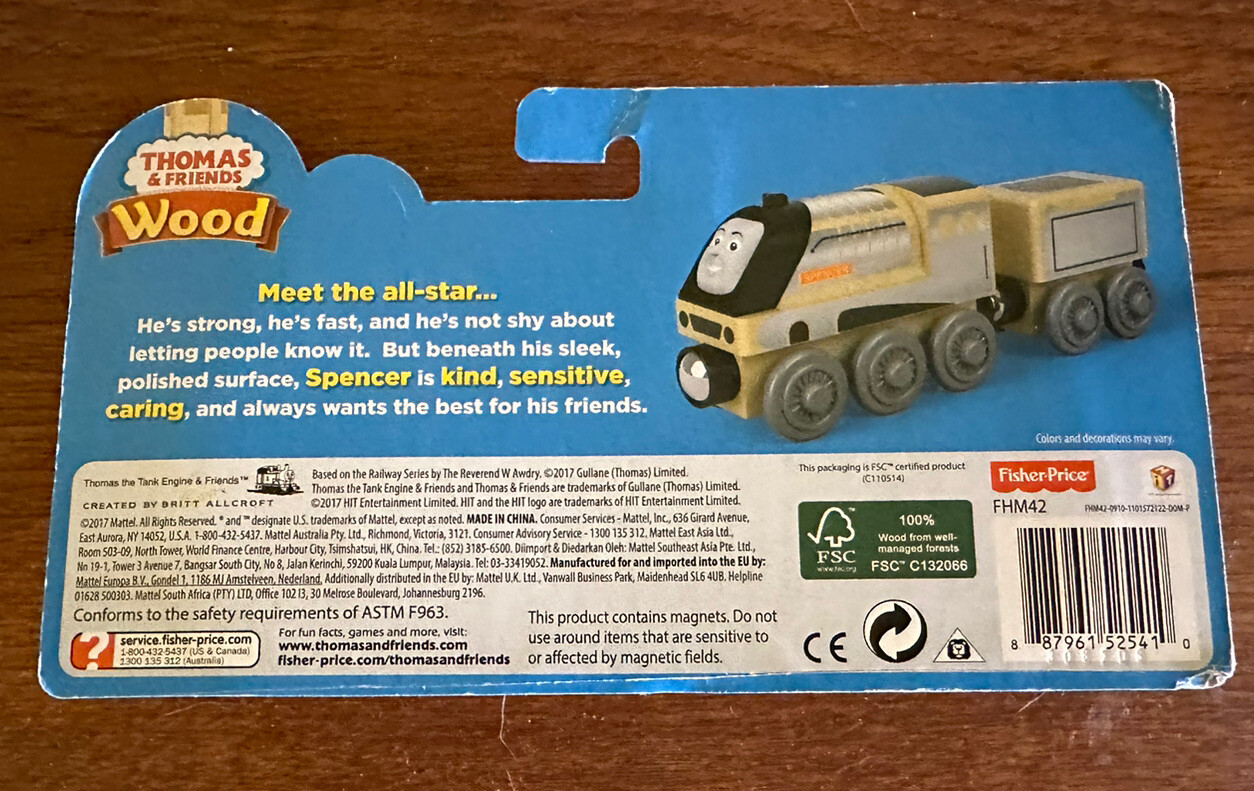 THOMAS
& FRIENDS
Wood
Meet the all-star...
He's strong, he's fast, and he's not shy about
letting people know it. But beneath his sleek,
polished surface, Spencer is kind, sensitive,
caring, and always wants the best for his friends.
SPENCER
Colors and decorations may vary.
Thomas the Tank Engine & Friends™
CREATED BY BRITT ALLCROFT
Based on the Railway Series by The Reverend W Awdry. ©2017 Gullane (Thomas) Limited.
Thomas the Tank Engine & Friends and Thomas & Friends are trademarks of Gullane (Thomas) Limited.
©2017 HIT Entertainment Limited. HIT and the HIT logo are trademarks of HIT Entertainment Limited.
©2017 Mattel. All Rights Reserved. ® and ™ designate U.S. trademarks of Mattel, except as noted. MADE IN CHINA. Consumer Services - Mattel, Inc., 636 Girard Avenue,
East Aurora, NY 14052, U.S.A. 1-800-432-5437. Mattel Australia Pty. Ltd., Richmond, Victoria, 3121. Consumer Advisory Service - 1300 135 312. Mattel East Asia Ltd.,
Room 503-09, North Tower, World Finance Centre, Harbour City, Tsimshatsui, HK, China. Tel.: (852) 3185-6500. Diimport & Diedarkan Oleh: Mattel Southeast Asia Pte. Ltd.,
No 19-1, Tower 3 Avenue 7, Bangsar South City, No 8, Jalan Kerinchi, 59200 Kuala Lumpur, Malaysia. Tel: 03-33419052. Manufactured for and imported into the EU by:
Mattel Europa B.V., Gondel 1, 1186 MJ Amstelveen, Nederland. Additionally distributed in the EU by: Mattel U.K. Ltd., Vanwall Business Park, Maidenhead SL6 4UB. Helpline
01628 500303. Mattel South Africa (PTY) LTD, Office 102 I3, 30 Melrose Boulevard, Johannesburg 2196.
Conforms to the safety requirements of ASTM F963.
?
service.fisher-price.com
1-800-432-5437 (US & Canada)
1300 135 312 (Australia)
For fun facts, games and more, visit:
www.thomasandfriends.com
fisher-price.com/thomasandfriends
This product contains magnets. Do not
use around items that are sensitive to
or affected by magnetic fields.
This packaging is FSC™ certified product
(C110514)
FSC
www.fsc.org
100%
Wood from well-
managed forests
FSC™ C132066
CE
Fisher-Price®
FHM42
FHM42-0910-1101572122-DOM-P
8 87961 52541 0